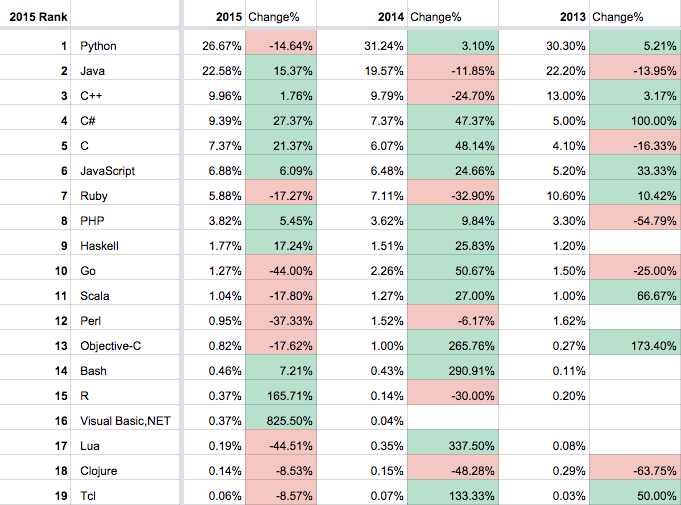 2015 Rank 2015 Change% 2014 Change% 2013 Change%
1 Python 26.67% -14.64% 31.24% 3.10% 30.30% 5.21%
2 Java 22.58% 15.37% 19.57% -11.85% 22.20% -13.95%
3 C++ 9.96% 1.76% 9.79% -24.70% 13.00% 3.17%
4 C# 9.39% 27.37% 7.37% 47.37% 5.00% 100.00%
5 C 7.37% 21.37% 6.07% 48.14% 4.10% -16.33%
6 JavaScript 6.88% 6.09% 6.48% 24.66% 5.20% 33.33%
7 Ruby 5.88% -17.27% 7.11% -32.90% 10.60% 10.42%
8 PHP 3.82% 5.45% 3.62% 9.84% 3.30% -54.79%
9 Haskell 1.77% 17.24% 1.51% 25.83% 1.20%
10 Go 1.27% -44.00% 2.26% 50.67% 1.50% -25.00%
11 Scala 1.04% -17.80% 1.27% 27.00% 1.00% 66.67%
12 Perl 0.95% -37.33% 1.52% -6.17% 1.62%
13 Objective-C 0.82% -17.62% 1.00% 265.76% 0.27% 173.40%
14 Bash 0.46% 7.21% 0.43% 290.91% 0.11%
15 R 0.37% 165.71% 0.14% -30.00% 0.20%
16 Visual Basic,NET 0.37% 825.50% 0.04%
17 Lua 0.19% -44.51% 0.35% 337.50% 0.08%
18 Clojure 0.14% -8.53% 0.15% -48.28% 0.29% -63.75%
19 Tcl 0.06% -8.57% 0.07% 133.33% 0.03% 50.00%